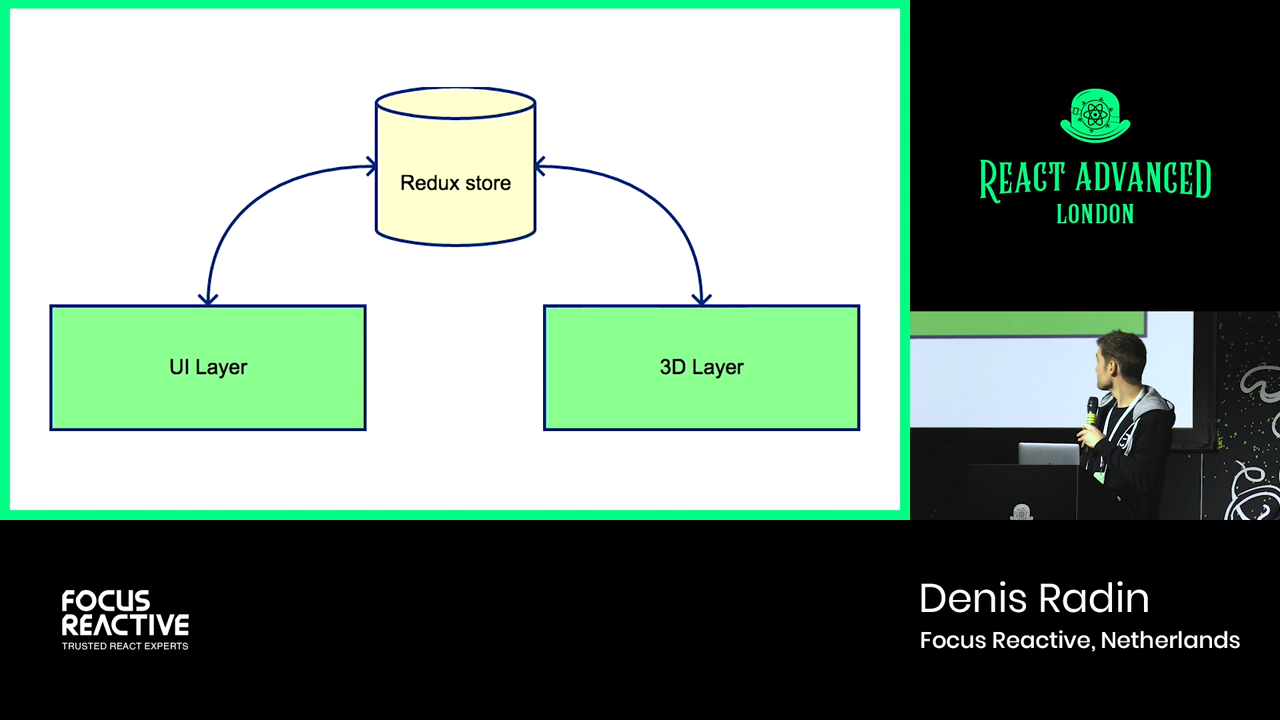 Redux store
UI Layer
3D Layer
REACT ADVANCED
LONDON
FOCUS
REACTIVE
TRUSTED REACT EXPERTS
Denis Radin
Focus Reactive, Netherlands